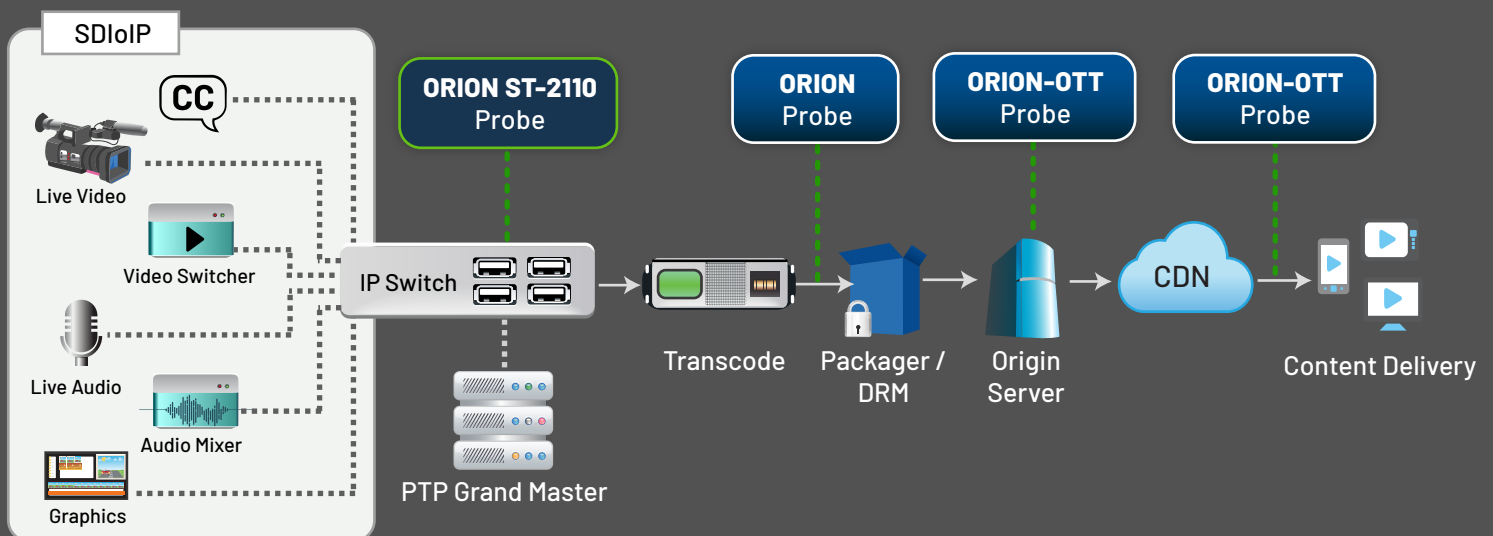 SDIoIP
CC
Live Video
Video Switcher
Live Audio
Audio Mixer
Graphics
ORION ST-2110
Probe
IP Switch
PTP Grand Master
Transcode
ORION
Probe
Packager /
DRM
ORION-OTT
Probe
Origin
Server
CDN
ORION-OTT
Probe
Content Delivery